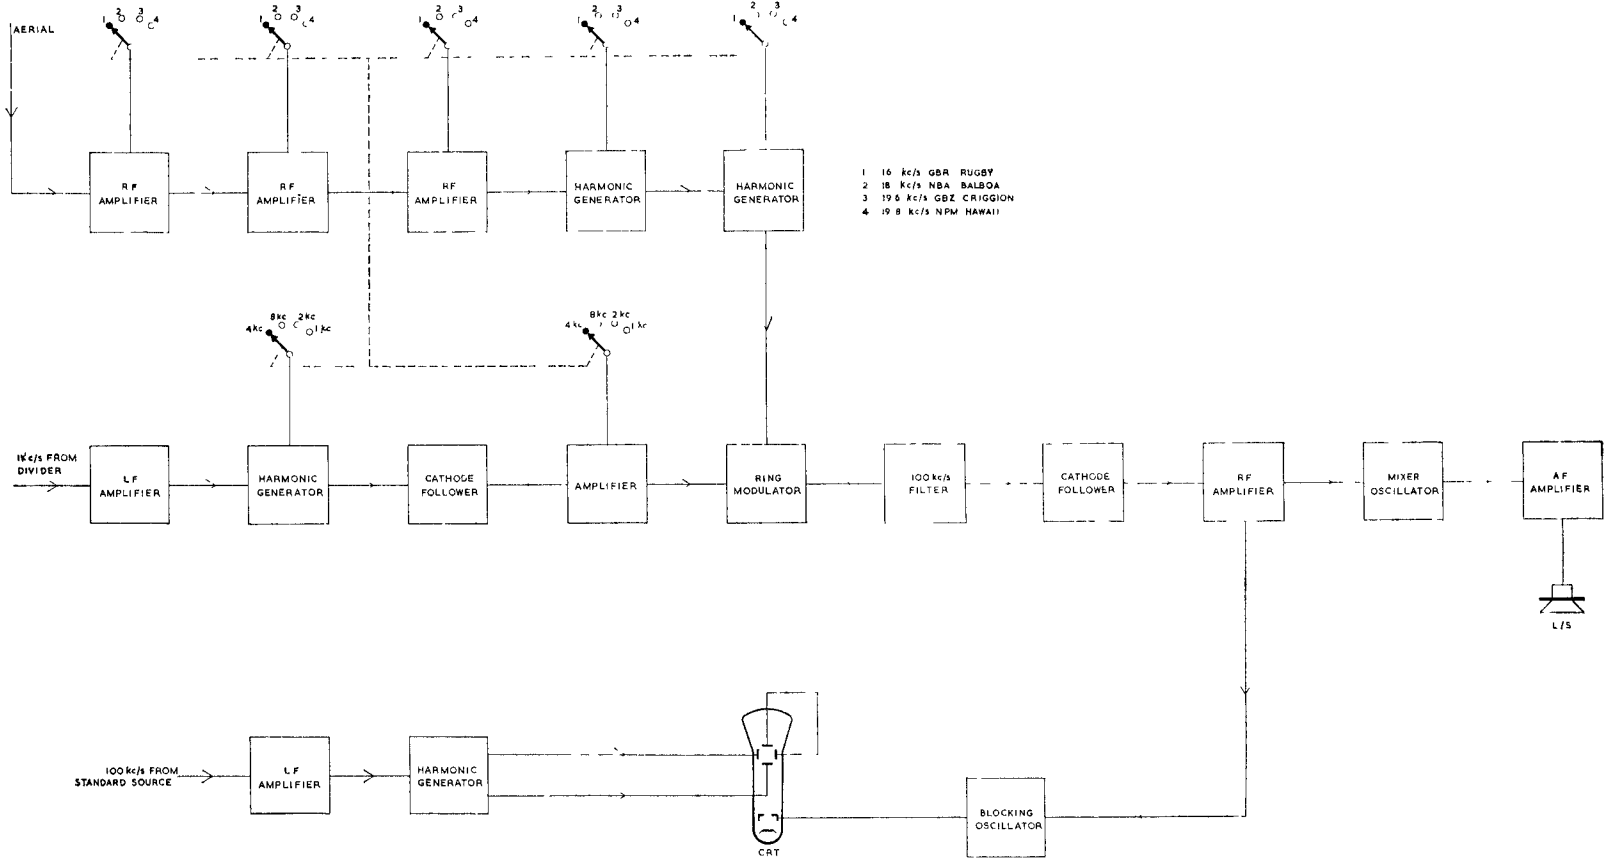 AERIAL
1 2 3 4
1 2 3 4
1 2 3 4
1 2 3 4
1 2 3 4
RF
AMPLIFIER
RF
AMPLIFIER
RF
AMPLIFIER
HARMONIC
GENERATOR
HARMONIC
GENERATOR
1 16 kc/s GBR RUGBY
2 18 kc/s NBA BALBOA
3 19 6 kc/s GBZ CRIGGION
4 19 8 kc/s NPM HAWAII
4kc 8kc 2kc 1kc
4kc 8kc 2kc 1kc
1kc/s FROM
DIVIDER
LF
AMPLIFIER
HARMONIC
GENERATOR
CATHODE
FOLLOWER
AMPLIFIER
RING
MODULATOR
100 kc/s
FILTER
CATHODE
FOLLOWER
RF
AMPLIFIER
MIXER
OSCILLATOR
AF
AMPLIFIER
L/S
100 kc/s FROM
STANDARD SOURCE
LF
AMPLIFIER
HARMONIC
GENERATOR
CRT
BLOCKING
OSCILLATOR